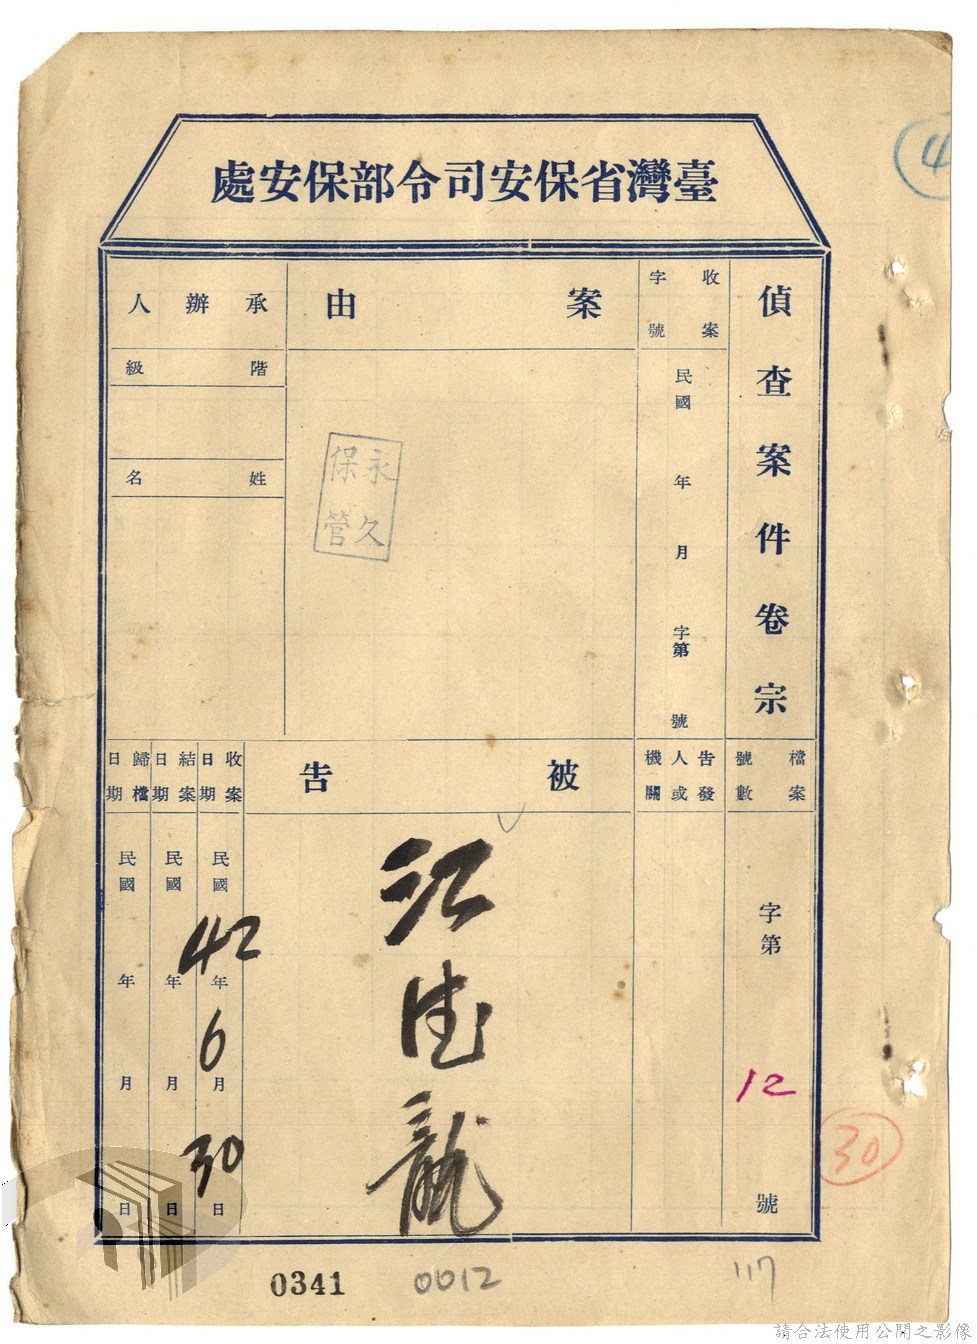 臺灣省保安司令部保安處
4
偵查案件卷宗
收案字號
民國 年 月 字第 號
案由
永久保管
承辦人
階級
姓名
檔案號數
字第 12 號
告發人或機關
被告
江德龍
收案日期
民國 42 年 6 月 30 日
結案日期
民國 年 月 日
歸檔日期
民國 年 月 日
30
0341
0012
117
請合法使用公開之影像